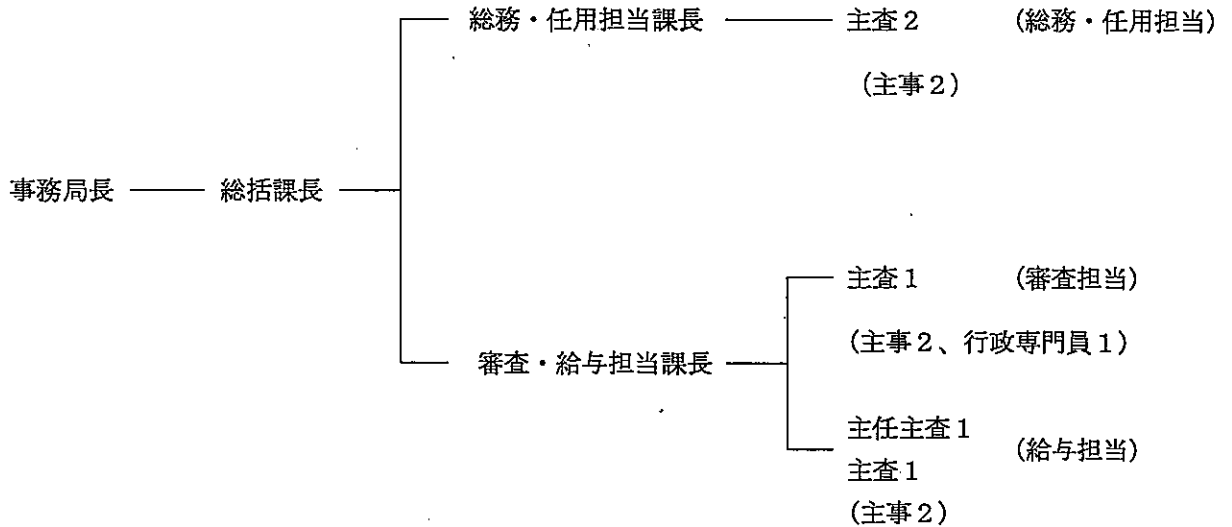 総務・任用担当課長 主査2 (総務・任用担当)
(主事2)
事務局長 総括課長
主査1 (審査担当)
(主事2、行政専門員1)
審査・給与担当課長
主任主査1 (給与担当)
主査1
(主事2)